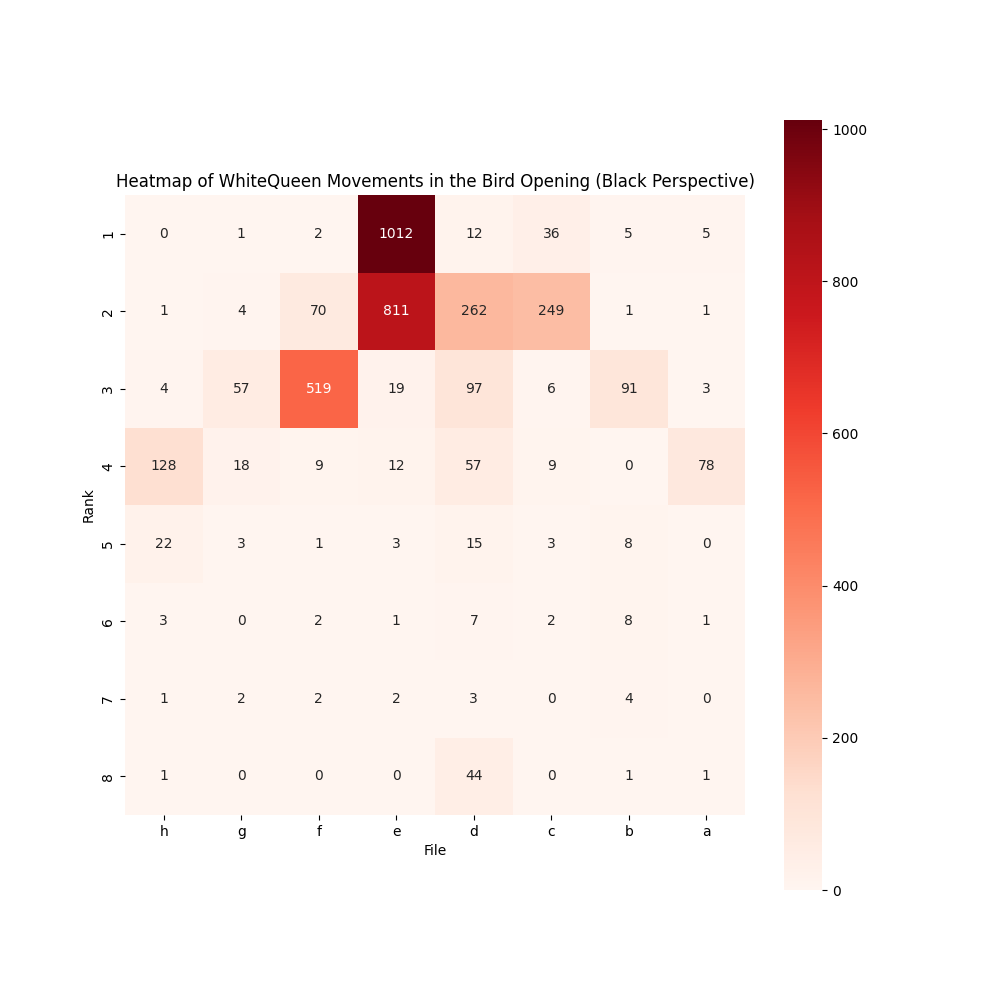 Heatmap of WhiteQueen Movements in the Bird Opening (Black Perspective)
1 0 1 2 1012 12 36 5 5
2 1 4 70 811 262 249 1 1
3 4 57 519 19 97 6 91 3
4 128 18 9 12 57 9 0 78
5 22 3 1 3 15 3 8 0
6 3 0 2 1 7 2 8 1
7 1 2 2 2 3 0 4 0
8 1 0 0 0 44 0 1 1
Rank
h g f e d c b a
File
1000
800
600
400
200
0